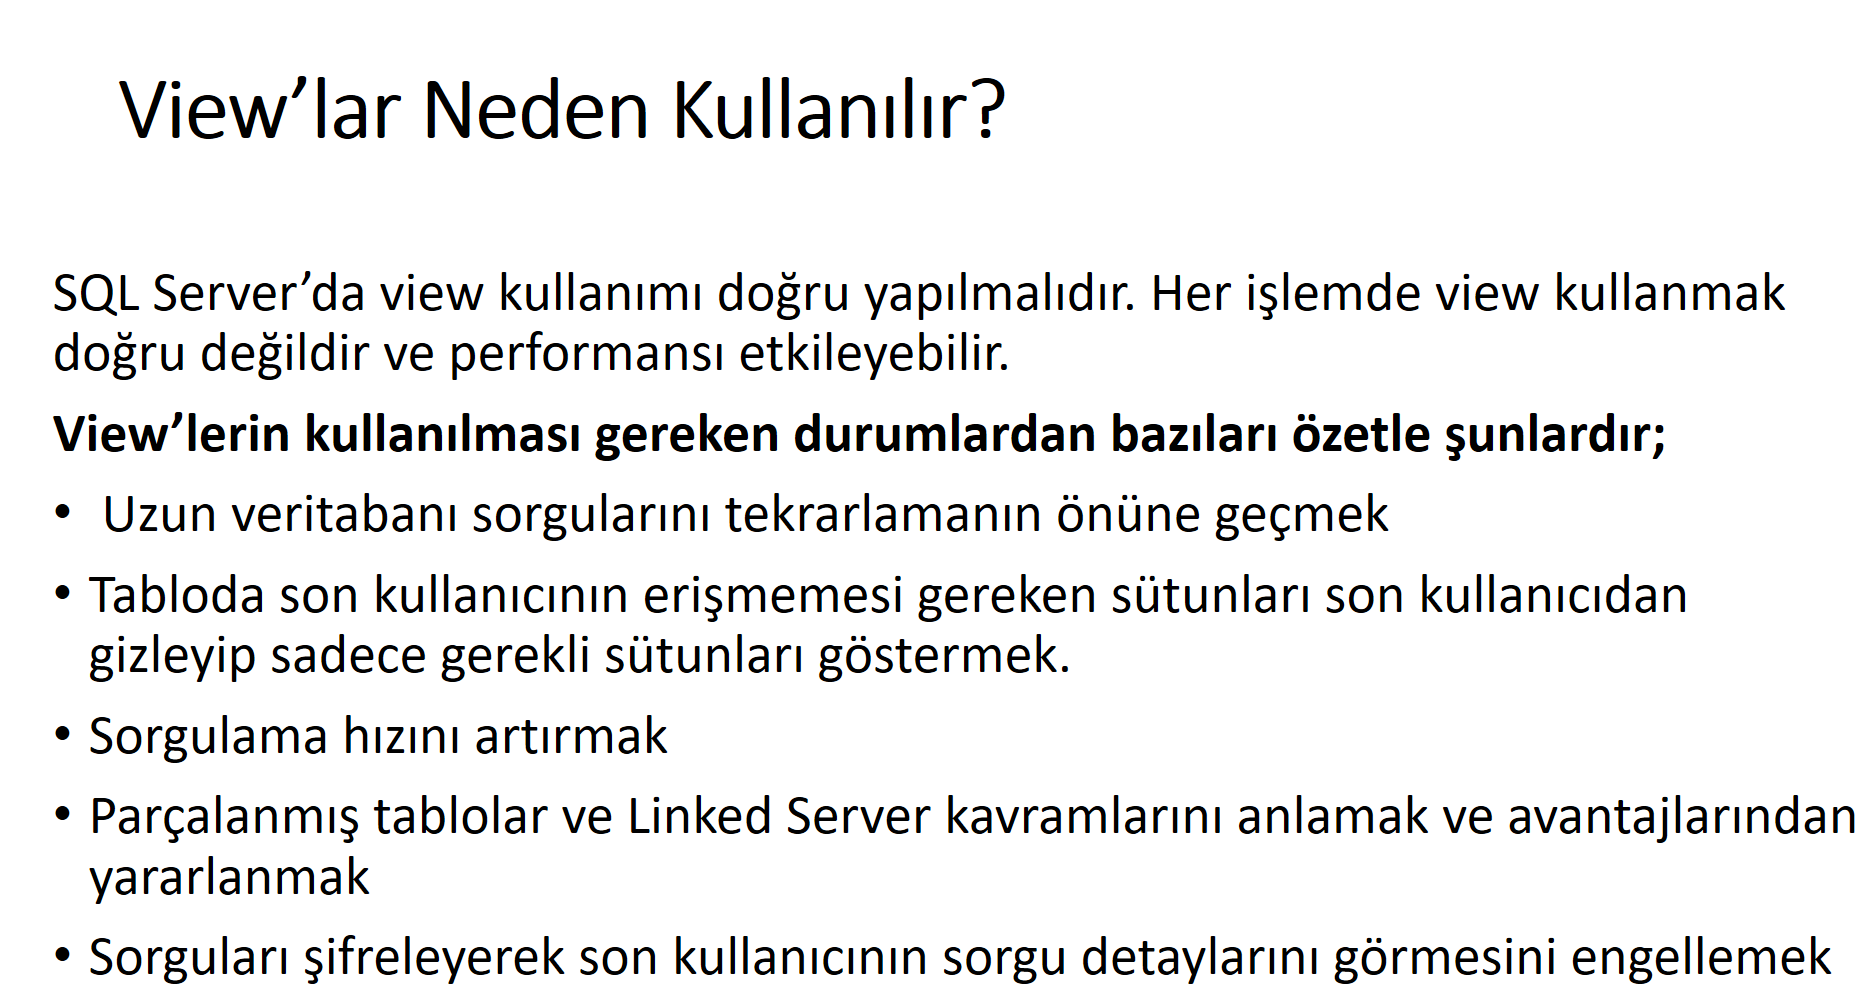 View’lar Neden Kullanılır?
SQL Server’da view kullanımı doğru yapılmalıdır. Her işlemde view kullanmak
doğru değildir ve performansı etkileyebilir.
View’lerin kullanılması gereken durumlardan bazıları özetle şunlardır;
• Uzun veritabanı sorgularını tekrarlamanın önüne geçmek
• Tabloda son kullanıcının erişmemesi gereken sütunları son kullanıcıdan
gizleyip sadece gerekli sütunları göstermek.
• Sorgulama hızını artırmak
• Parçalanmış tablolar ve Linked Server kavramlarını anlamak ve avantajlarından
yararlanmak
• Sorguları şifreleyerek son kullanıcının sorgu detaylarını görmesini engellemek